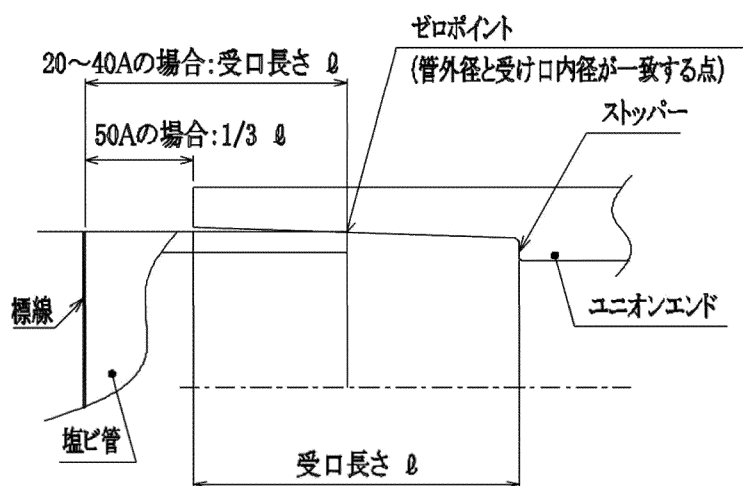 ゼロポイント
(管外径と受け口内径が一致する点)
20～40Aの場合:受口長さ ℓ
ストッパー
50Aの場合:1/3 ℓ
標線
ユニオンエンド
塩ビ管
受口長さ ℓ